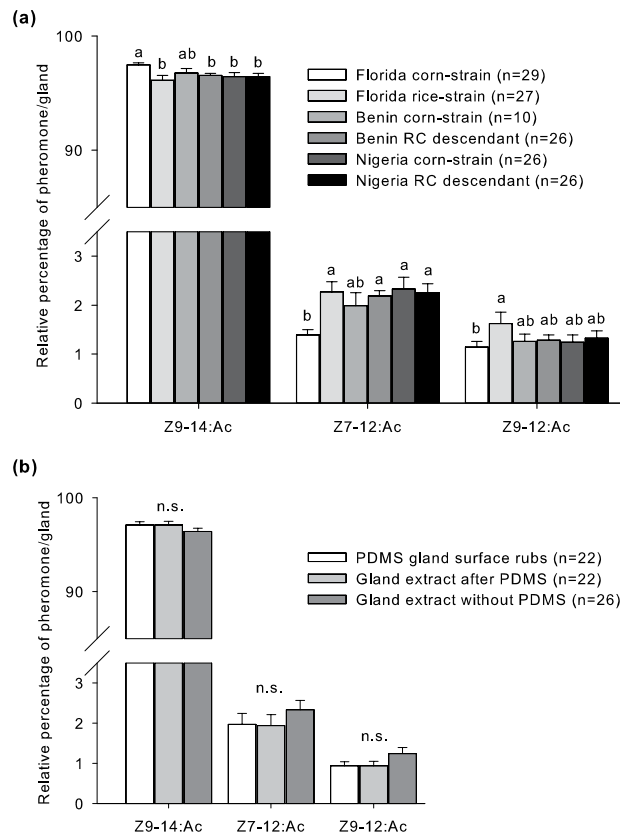 (a)
Relative percentage of pheromone/gland
100
90
3
2
1
0
a
b
ab
b
b
b
b
a
ab
a
a
a
b
a
ab
ab
ab
ab
Florida corn-strain (n=29)
Florida rice-strain (n=27)
Benin corn-strain (n=10)
Benin RC descendant (n=26)
Nigeria corn-strain (n=26)
Nigeria RC descendant (n=26)
Z9-14:Ac
Z7-12:Ac
Z9-12:Ac
(b)
Relative percentage of pheromone/gland
100
90
3
2
1
0
n.s.
n.s.
n.s.
PDMS gland surface rubs (n=22)
Gland extract after PDMS (n=22)
Gland extract without PDMS (n=26)
Z9-14:Ac
Z7-12:Ac
Z9-12:Ac